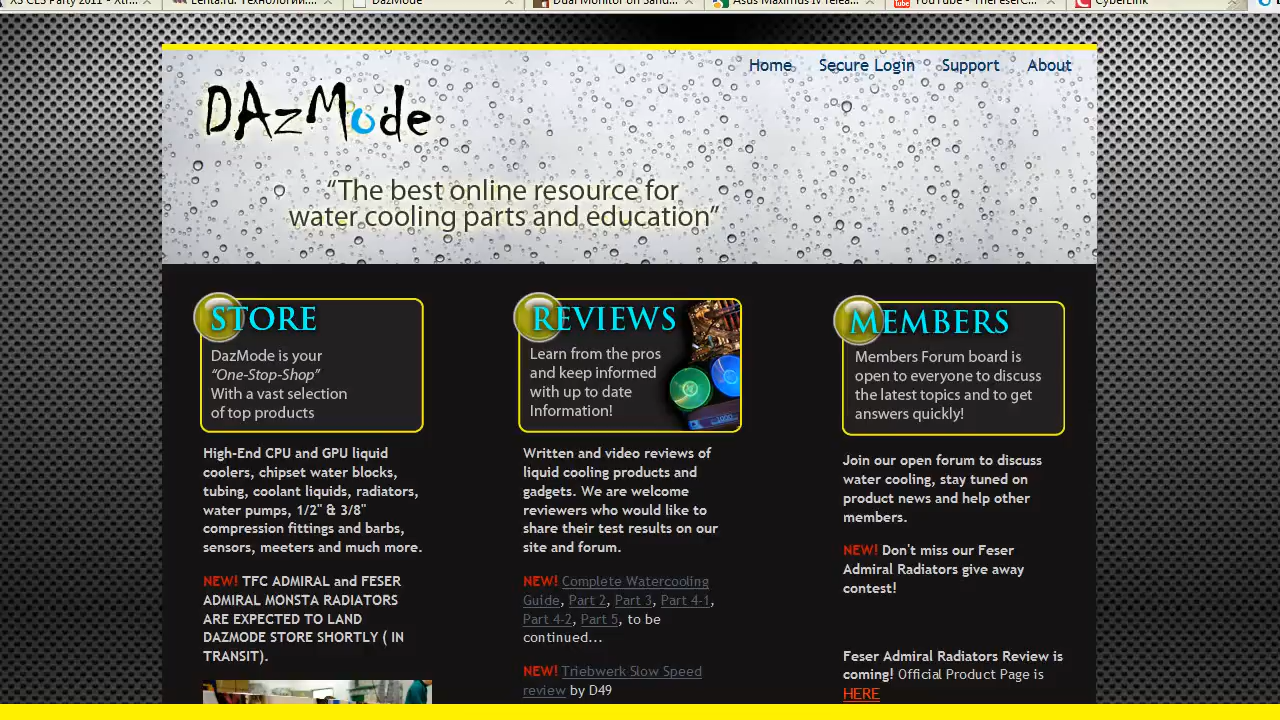 XS CES Party 2011 - Xtr...
Lenta.ru: Технологии:...
DazMode
Dual Monitor on Sand...
Asus Maximus IV relea...
YouTube - TheFeserC...
CyberLink
Home Secure Login Support About
DAzMode
“The best online resource for
water cooling parts and education”
STORE
DazMode is your
“One-Stop-Shop”
With a vast selection
of top products
High-End CPU and GPU liquid
coolers, chipset water blocks,
tubing, coolant liquids, radiators,
water pumps, 1/2" & 3/8"
compression fittings and barbs,
sensors, meeters and much more.
NEW! TFC ADMIRAL and FESER
ADMIRAL MONSTA RADIATORS
ARE EXPECTED TO LAND
DAZMODE STORE SHORTLY ( IN
TRANSIT).
REVIEWS
Learn from the pros
and keep informed
with up to date
Information!
Written and video reviews of
liquid cooling products and
gadgets. We are welcome
reviewers who would like to
share their test results on our
site and forum.
NEW! Complete Watercooling
Guide, Part 2, Part 3, Part 4-1,
Part 4-2, Part 5, to be
continued...
NEW! Triebwerk Slow Speed
review by D49
MEMBERS
Members Forum board is
open to everyone to discuss
the latest topics and to get
answers quickly!
Join our open forum to discuss
water cooling, stay tuned on
product news and help other
members.
NEW! Don't miss our Feser
Admiral Radiators give away
contest!
Feser Admiral Radiators Review is
coming! Official Product Page is
HERE